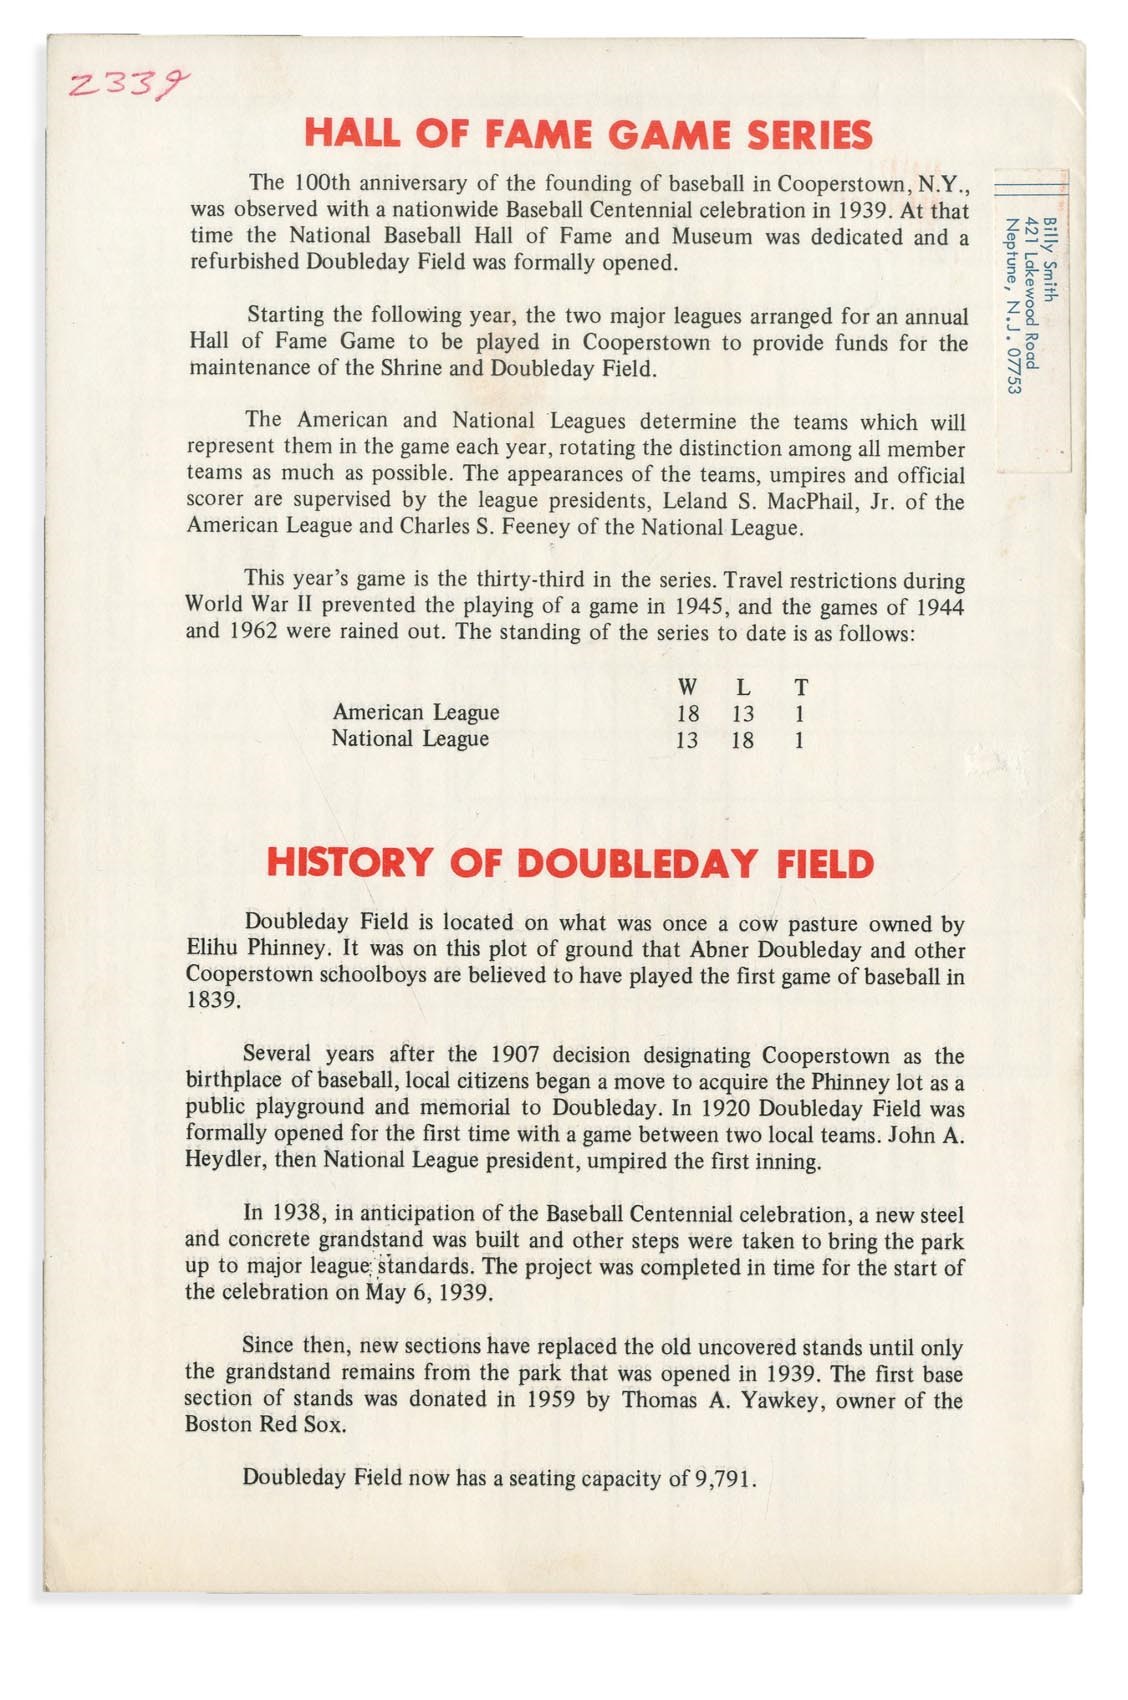 2339
HALL OF FAME GAME SERIES
The 100th anniversary of the founding of baseball in Cooperstown, N.Y.,
was observed with a nationwide Baseball Centennial celebration in 1939. At that
time the National Baseball Hall of Fame and Museum was dedicated and a
refurbished Doubleday Field was formally opened.
Starting the following year, the two major leagues arranged for an annual
Hall of Fame Game to be played in Cooperstown to provide funds for the
maintenance of the Shrine and Doubleday Field.
The American and National Leagues determine the teams which will
represent them in the game each year, rotating the distinction among all member
teams as much as possible. The appearances of the teams, umpires and official
scorer are supervised by the league presidents, Leland S. MacPhail, Jr. of the
American League and Charles S. Feeney of the National League.
This year's game is the thirty-third in the series. Travel restrictions during
World War II prevented the playing of a game in 1945, and the games of 1944
and 1962 were rained out. The standing of the series to date is as follows:
W L T
American League 18 13 1
National League 13 18 1
HISTORY OF DOUBLEDAY FIELD
Doubleday Field is located on what was once a cow pasture owned by
Elihu Phinney. It was on this plot of ground that Abner Doubleday and other
Cooperstown schoolboys are believed to have played the first game of baseball in
1839.
Several years after the 1907 decision designating Cooperstown as the
birthplace of baseball, local citizens began a move to acquire the Phinney lot as a
public playground and memorial to Doubleday. In 1920 Doubleday Field was
formally opened for the first time with a game between two local teams. John A.
Heydler, then National League president, umpired the first inning.
In 1938, in anticipation of the Baseball Centennial celebration, a new steel
and concrete grandstand was built and other steps were taken to bring the park
up to major league standards. The project was completed in time for the start of
the celebration on May 6, 1939.
Since then, new sections have replaced the old uncovered stands until only
the grandstand remains from the park that was opened in 1939. The first base
section of stands was donated in 1959 by Thomas A. Yawkey, owner of the
Boston Red Sox.
Doubleday Field now has a seating capacity of 9,791.
Billy Smith
421 Lakewood Road
Neptune, N.J. 07753